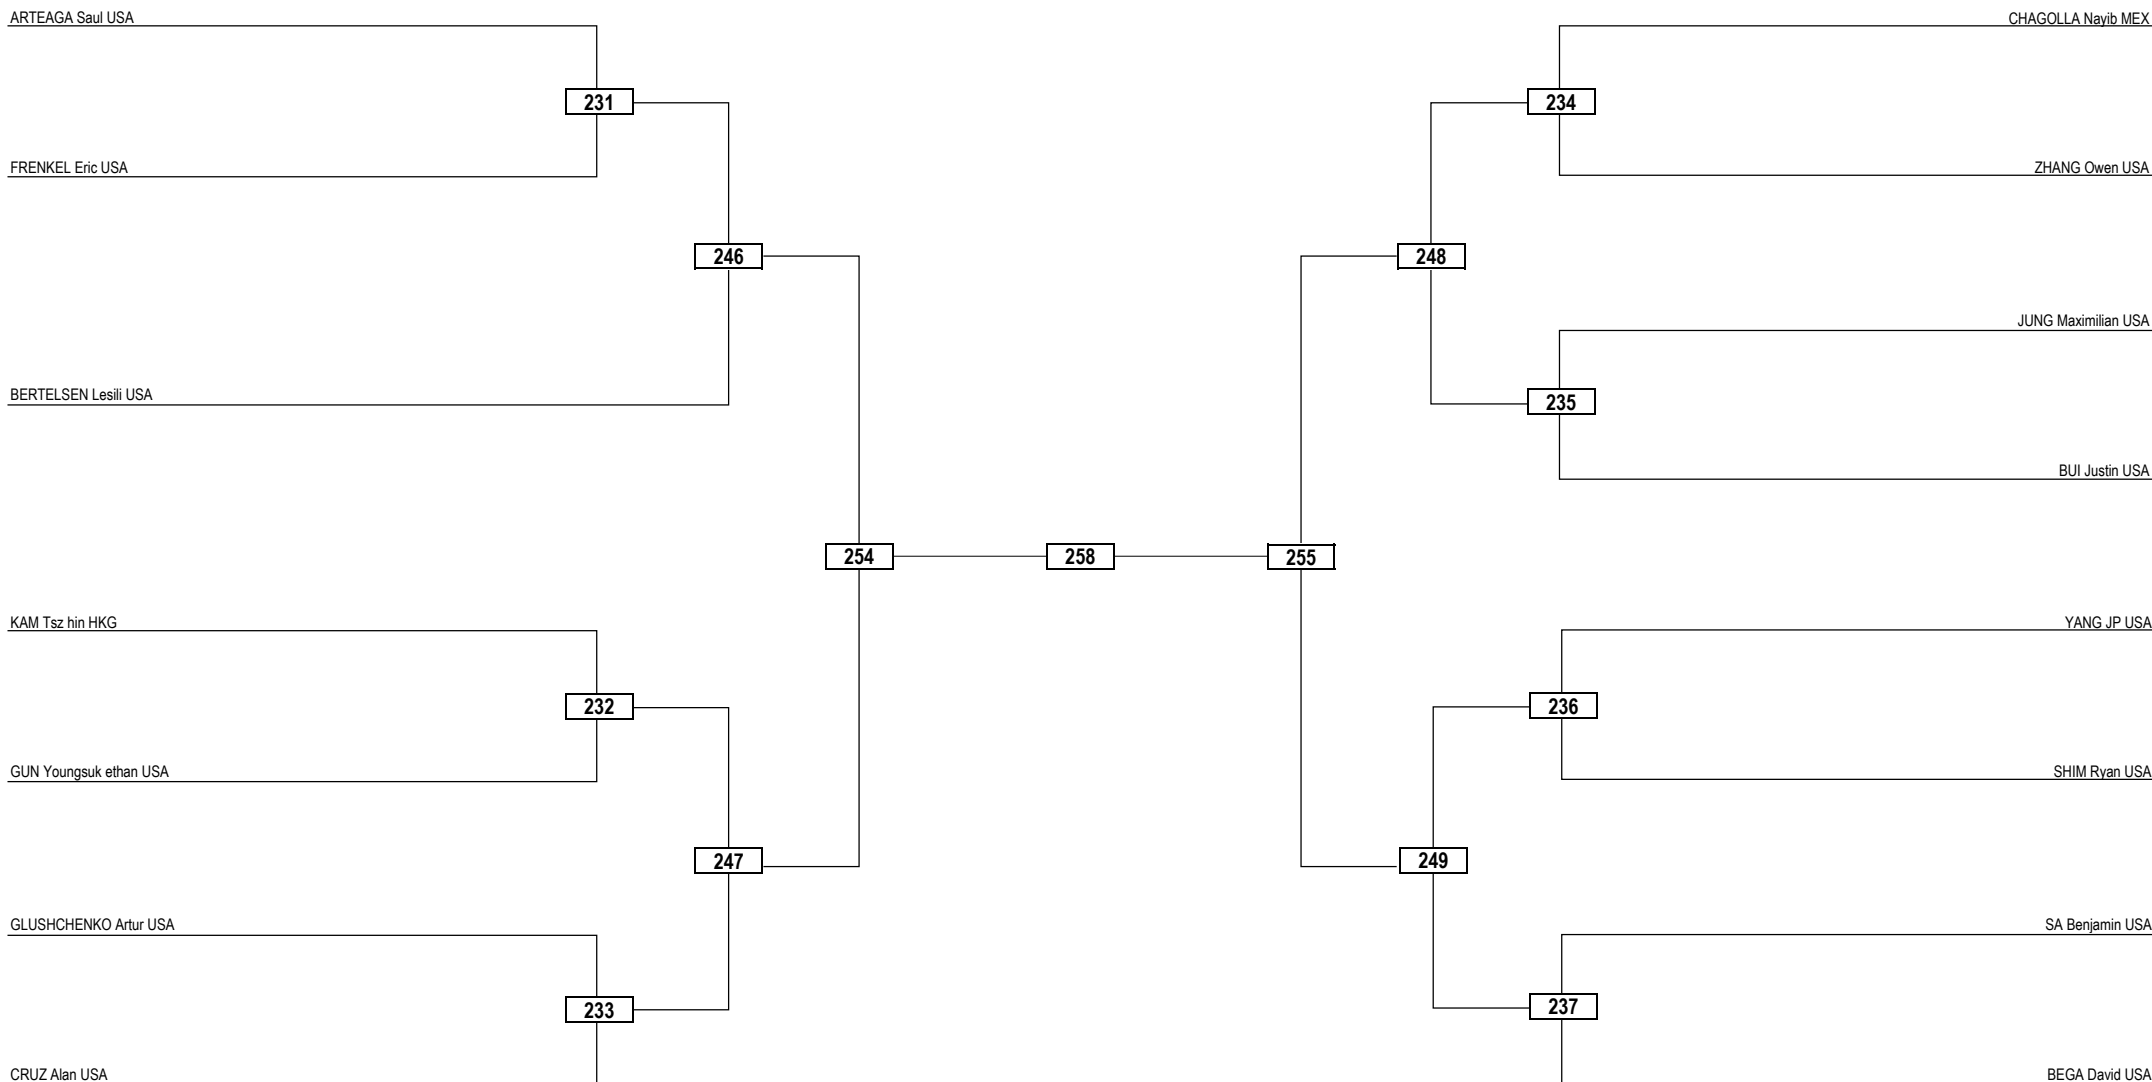 ARTEAGA Saul USA
CHAGOLLA Nayib MEX
231
234
FRENKEL Eric USA
ZHANG Owen USA
246
248
JUNG Maximilian USA
BERTELSEN Lesili USA
235
BUI Justin USA
254
258
255
KAM Tsz hin HKG
YANG JP USA
232
236
GUN Youngsuk ethan USA
SHIM Ryan USA
247
249
GLUSHCHENKO Artur USA
SA Benjamin USA
233
237
CRUZ Alan USA
BEGA David USA